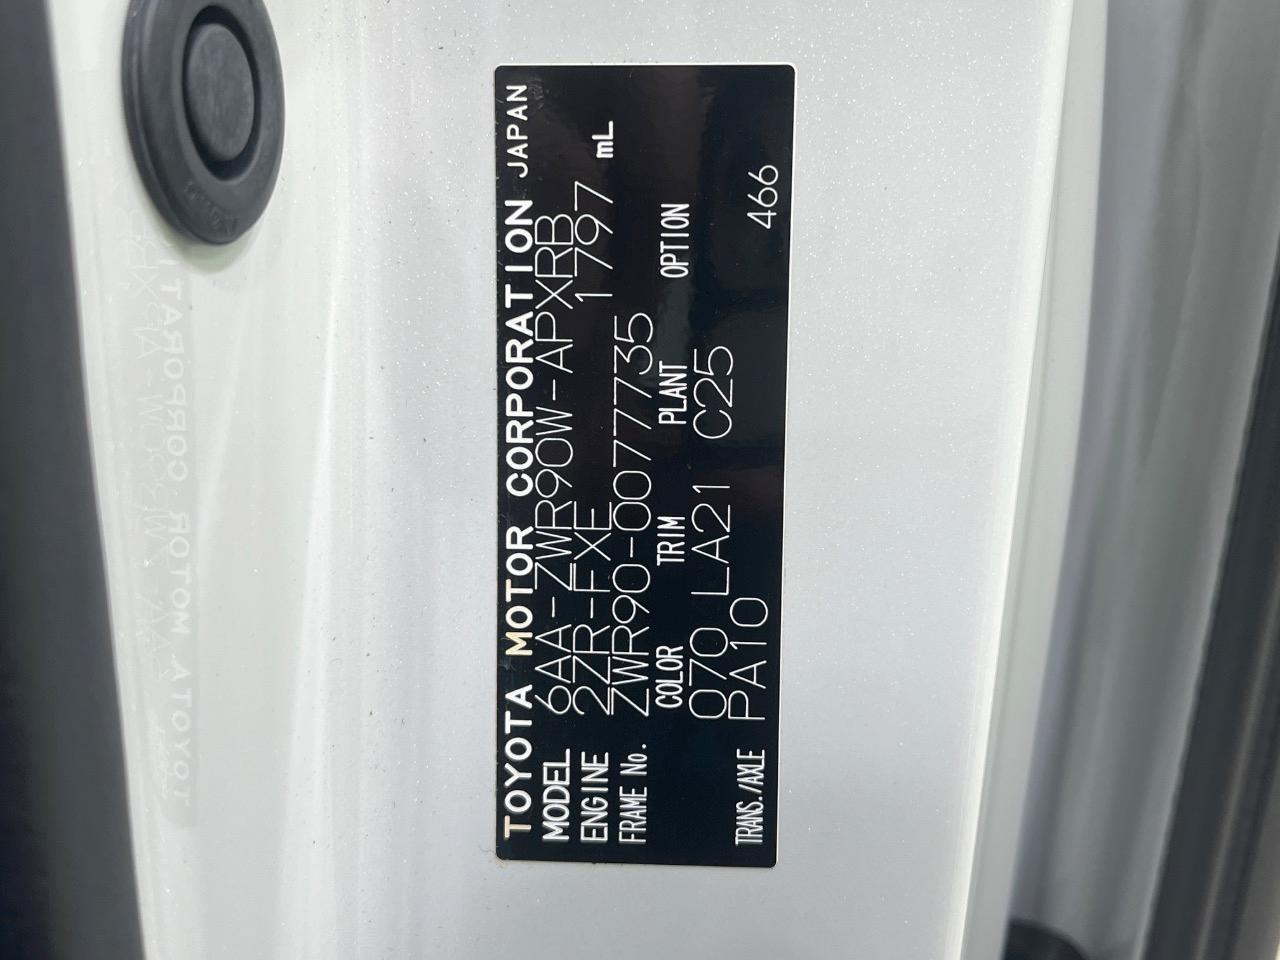 TOYOTA MOTOR CORPORATION JAPAN
MODEL 6AA-ZWR90W-APXRB
ENGINE 2ZR-FXE 1797 mL
FRAME No. ZWR90-0077735
COLOR TRIM PLANT OPTION
070 LA21 C25
TRANS./AXLE PA10 466